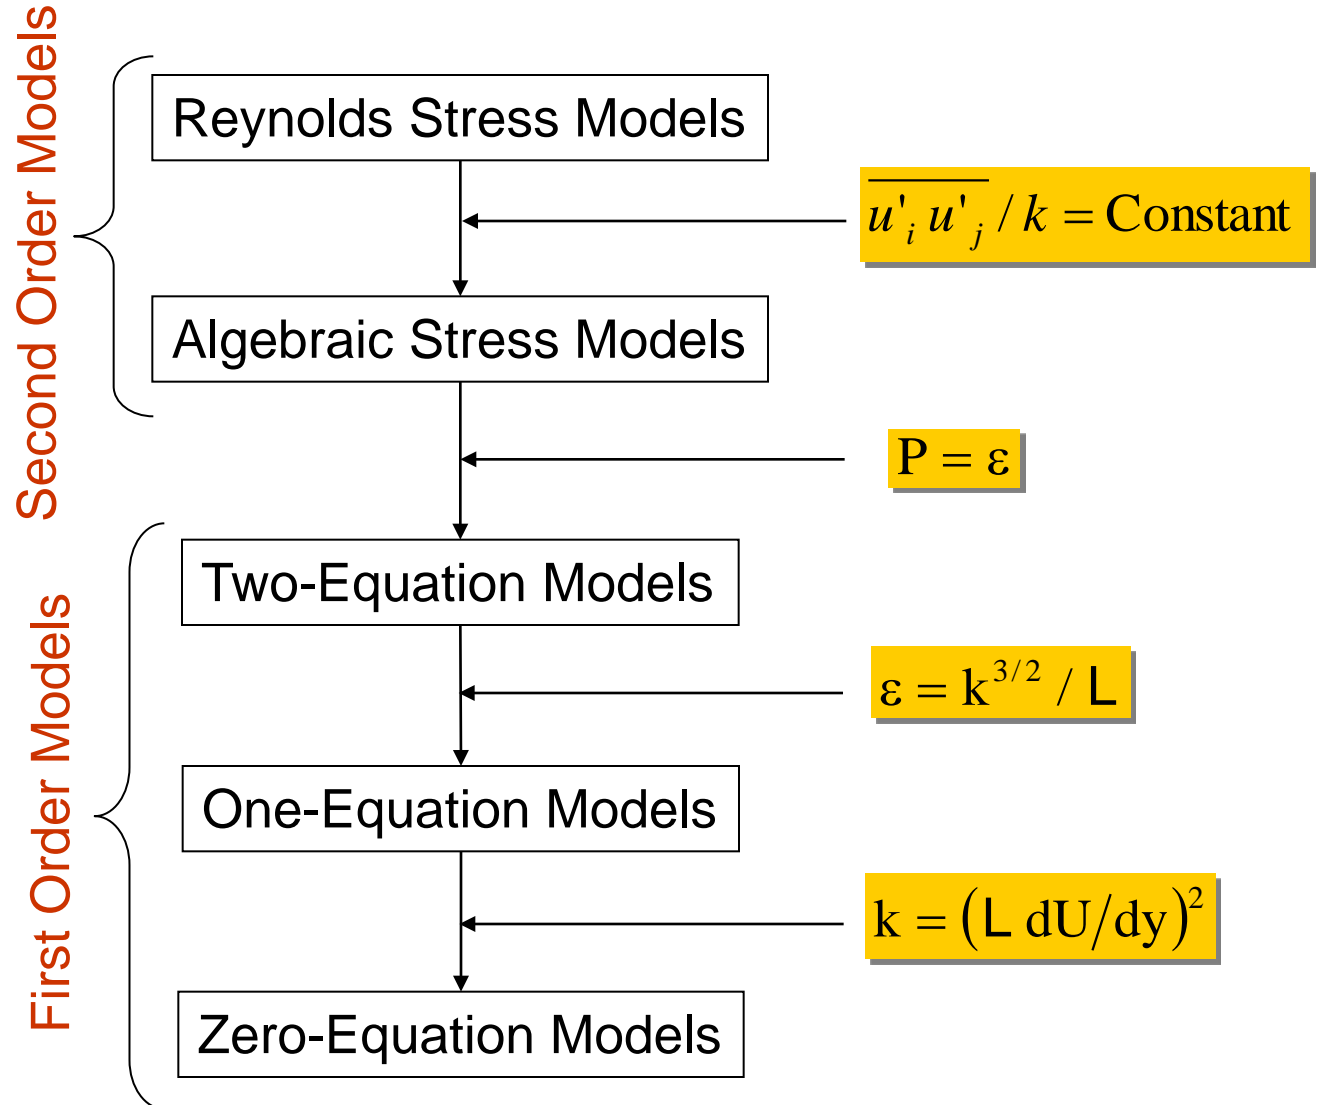 Second Order Models
Reynolds Stress Models
u'_i u'_j / k = Constant
Algebraic Stress Models
P = ε
First Order Models
Two-Equation Models
ε = k^{3/2} / L
One-Equation Models
k = (L dU/dy)^2
Zero-Equation Models